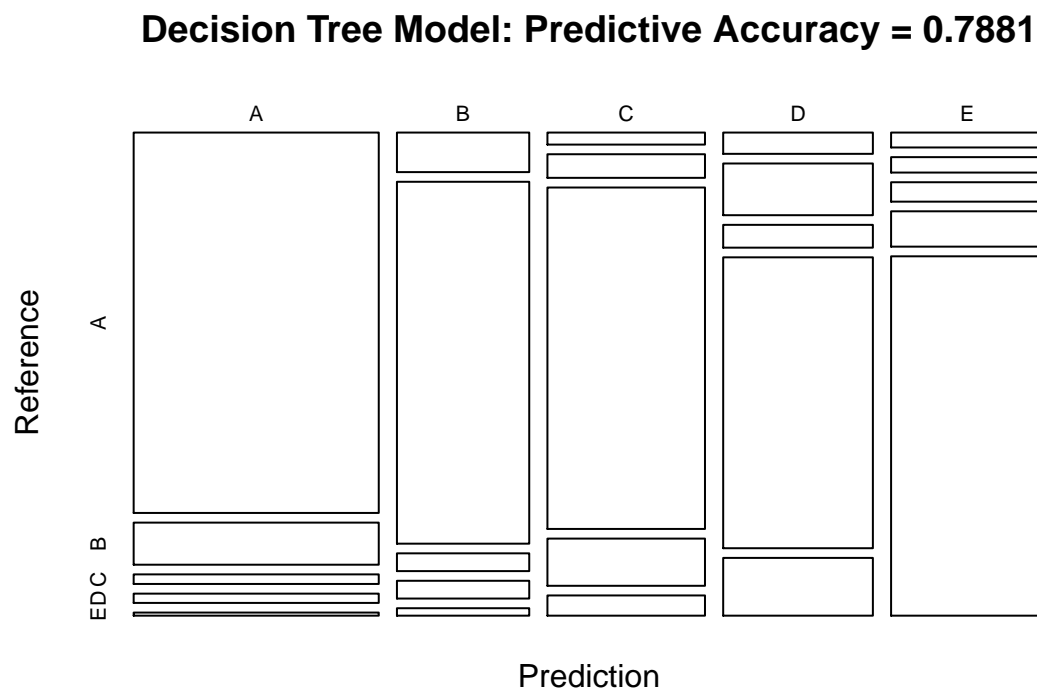 Decision Tree Model: Predictive Accuracy = 0.7881
A B C D E
Reference
A
B
C
D
E
Prediction